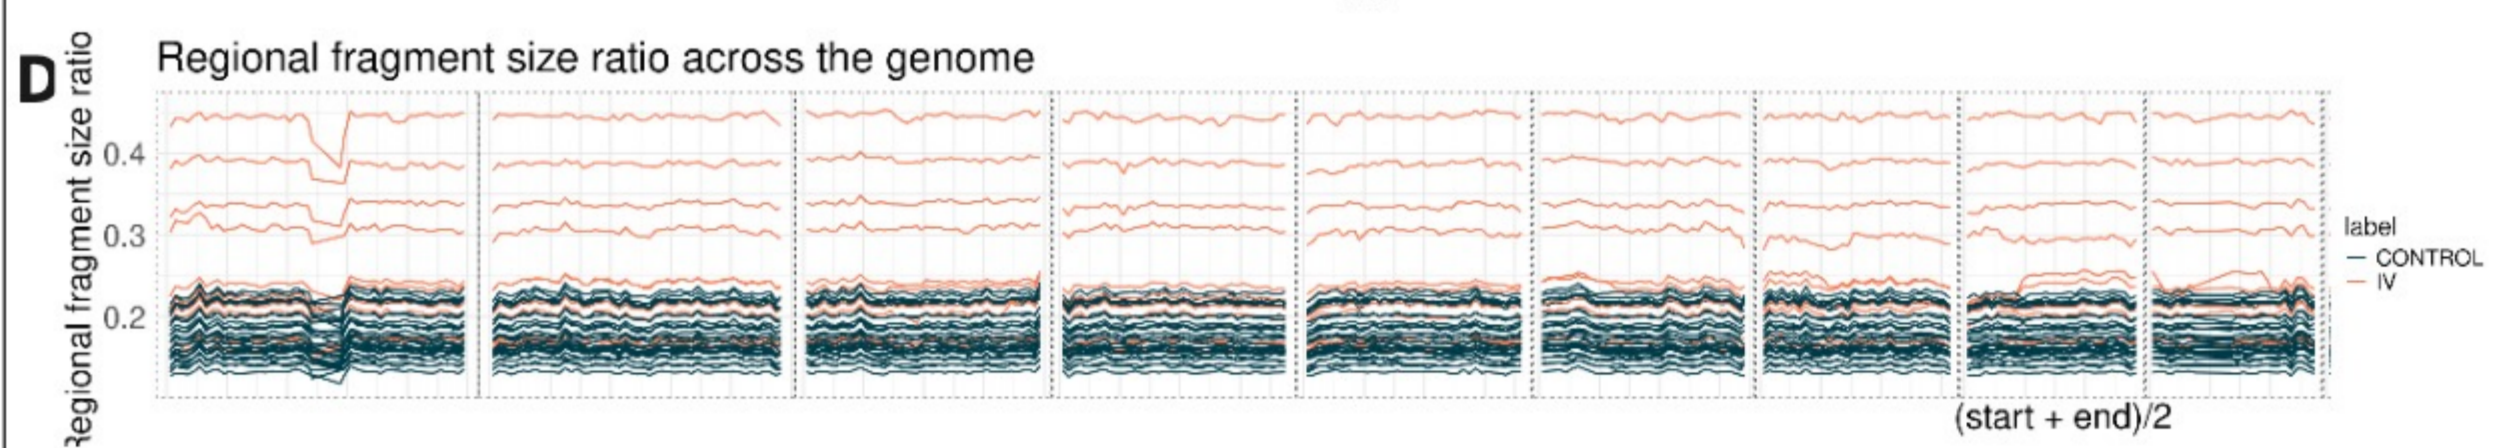 D
Regional fragment size ratio across the genome
Regional fragment size ratio
0.4
0.3
0.2
label
CONTROL
IV
(start + end)/2